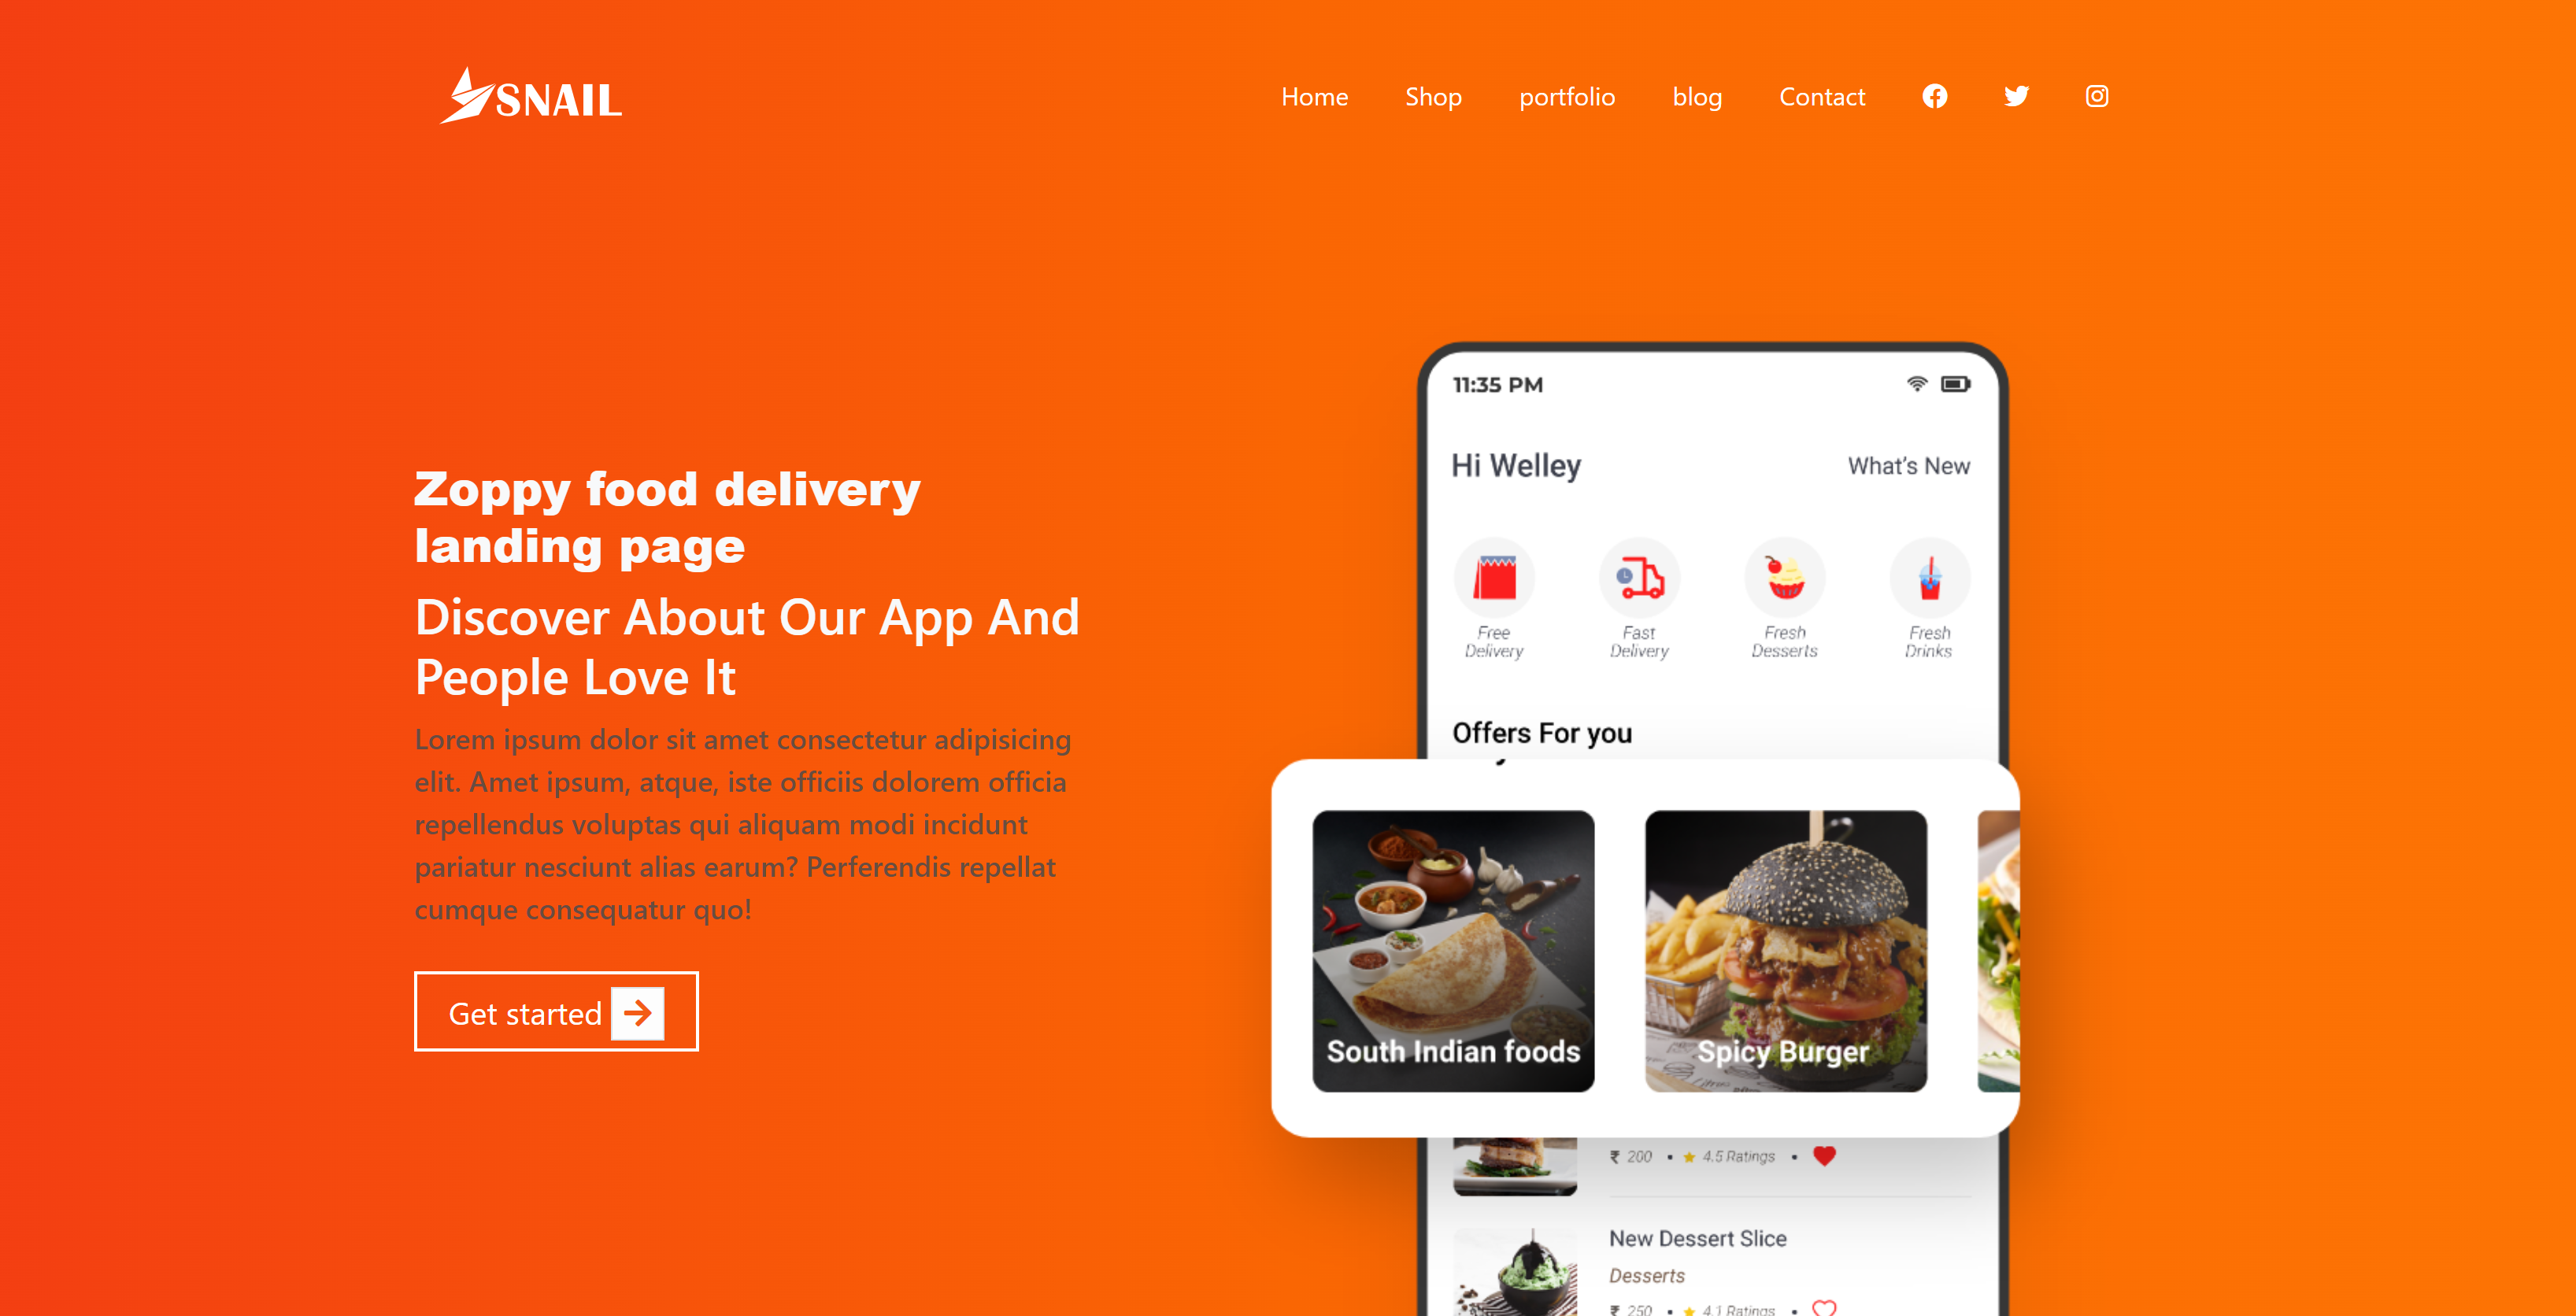 SNAIL
Home Shop portfolio blog Contact
Zoppy food delivery
landing page
Discover About Our App And
People Love It
Lorem ipsum dolor sit amet consectetur adipisicing
elit. Amet ipsum, atque, iste officiis dolorem officia
repellendus voluptas qui aliquam modi incidunt
pariatur nesciunt alias earum? Perferendis repellat
cumque consequatur quo!
Get started
11:35 PM
Hi Welley What's New
Free Delivery
Fast Delivery
Fresh Desserts
Fresh Drinks
Offers For you
South Indian foods
Spicy Burger
₹ 200 • 4.5 Ratings •
New Dessert Slice
Desserts
₹ 250 • 4.1 Ratings •